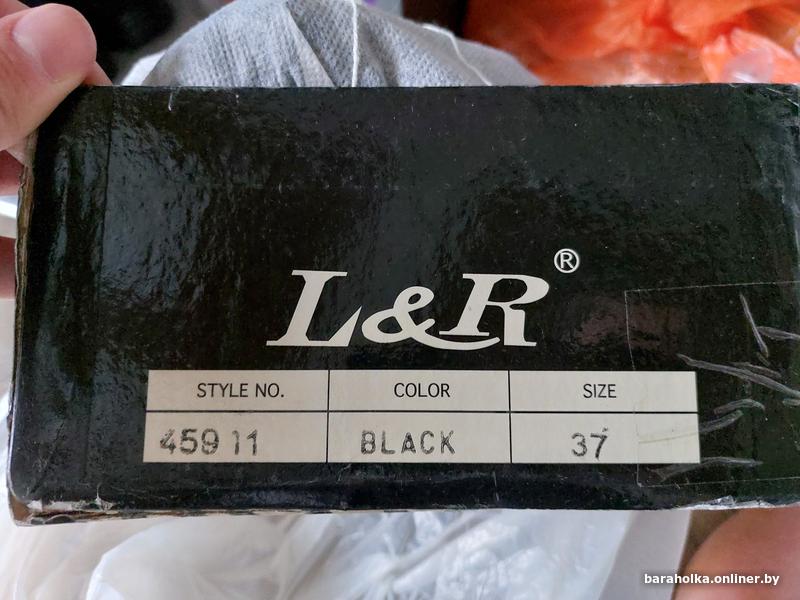 L&R®
STYLE NO. COLOR SIZE
459 11 BLACK 37
baraholka.onliner.by